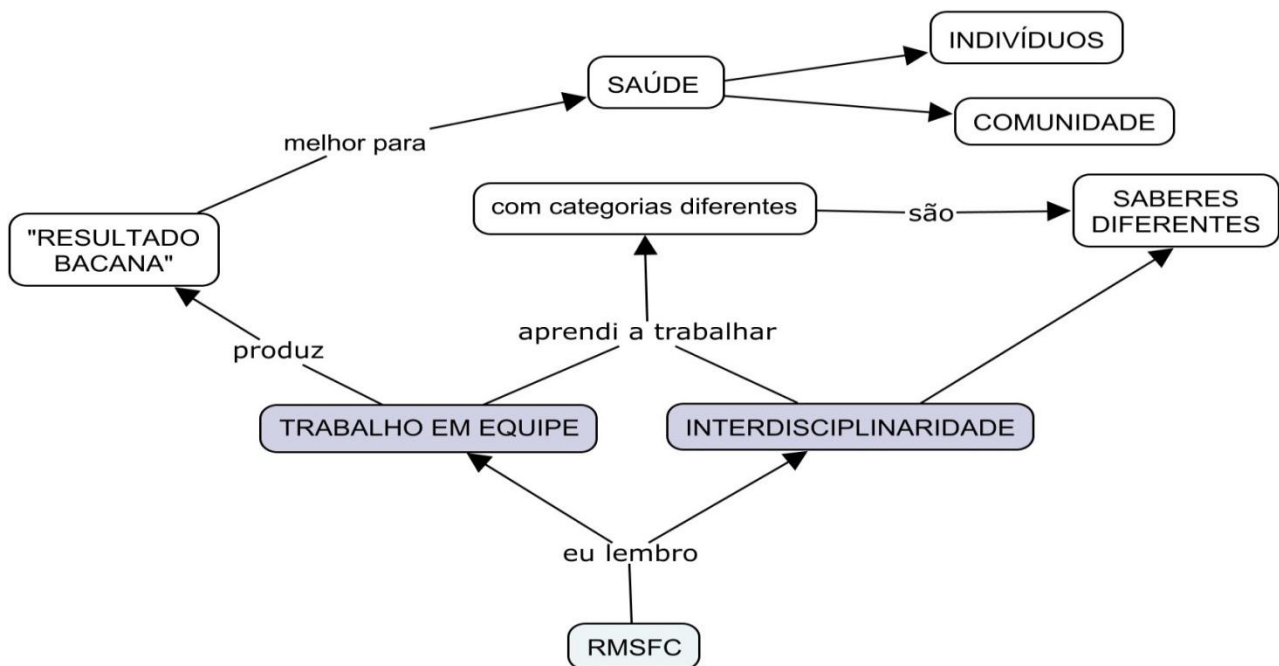 INDIVÍDUOS
SAÚDE
COMUNIDADE
melhor para
com categorias diferentes
são
SABERES
DIFERENTES
"RESULTADO
BACANA"
aprendi a trabalhar
produz
TRABALHO EM EQUIPE
INTERDISCIPLINARIDADE
eu lembro
RMSFC